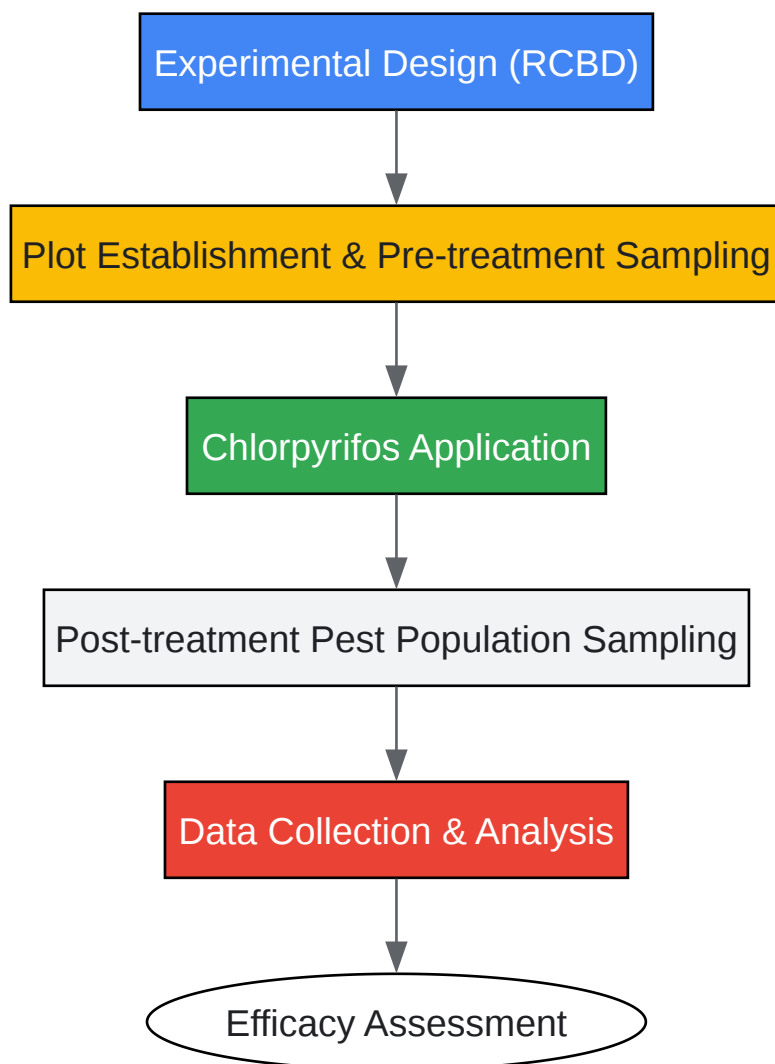 Experimental Design (RCBD)
Plot Establishment & Pre-treatment Sampling
Chlorpyrifos Application
Post-treatment Pest Population Sampling
Data Collection & Analysis
Efficacy Assessment